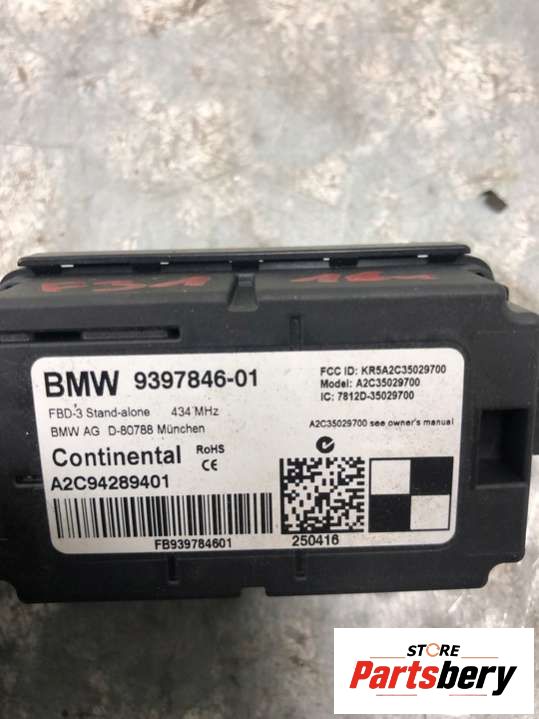 F31
BMW 9397846-01
FBD-3 Stand-alone 434 MHz
BMW AG D-80788 München
Continental RoHS
CE
A2C94289401
FB939784601
FCC ID: KR5A2C35029700
Model: A2C35029700
IC: 7812D-35029700
A2C35029700 see owner's manual
250416
STORE
Partsbery